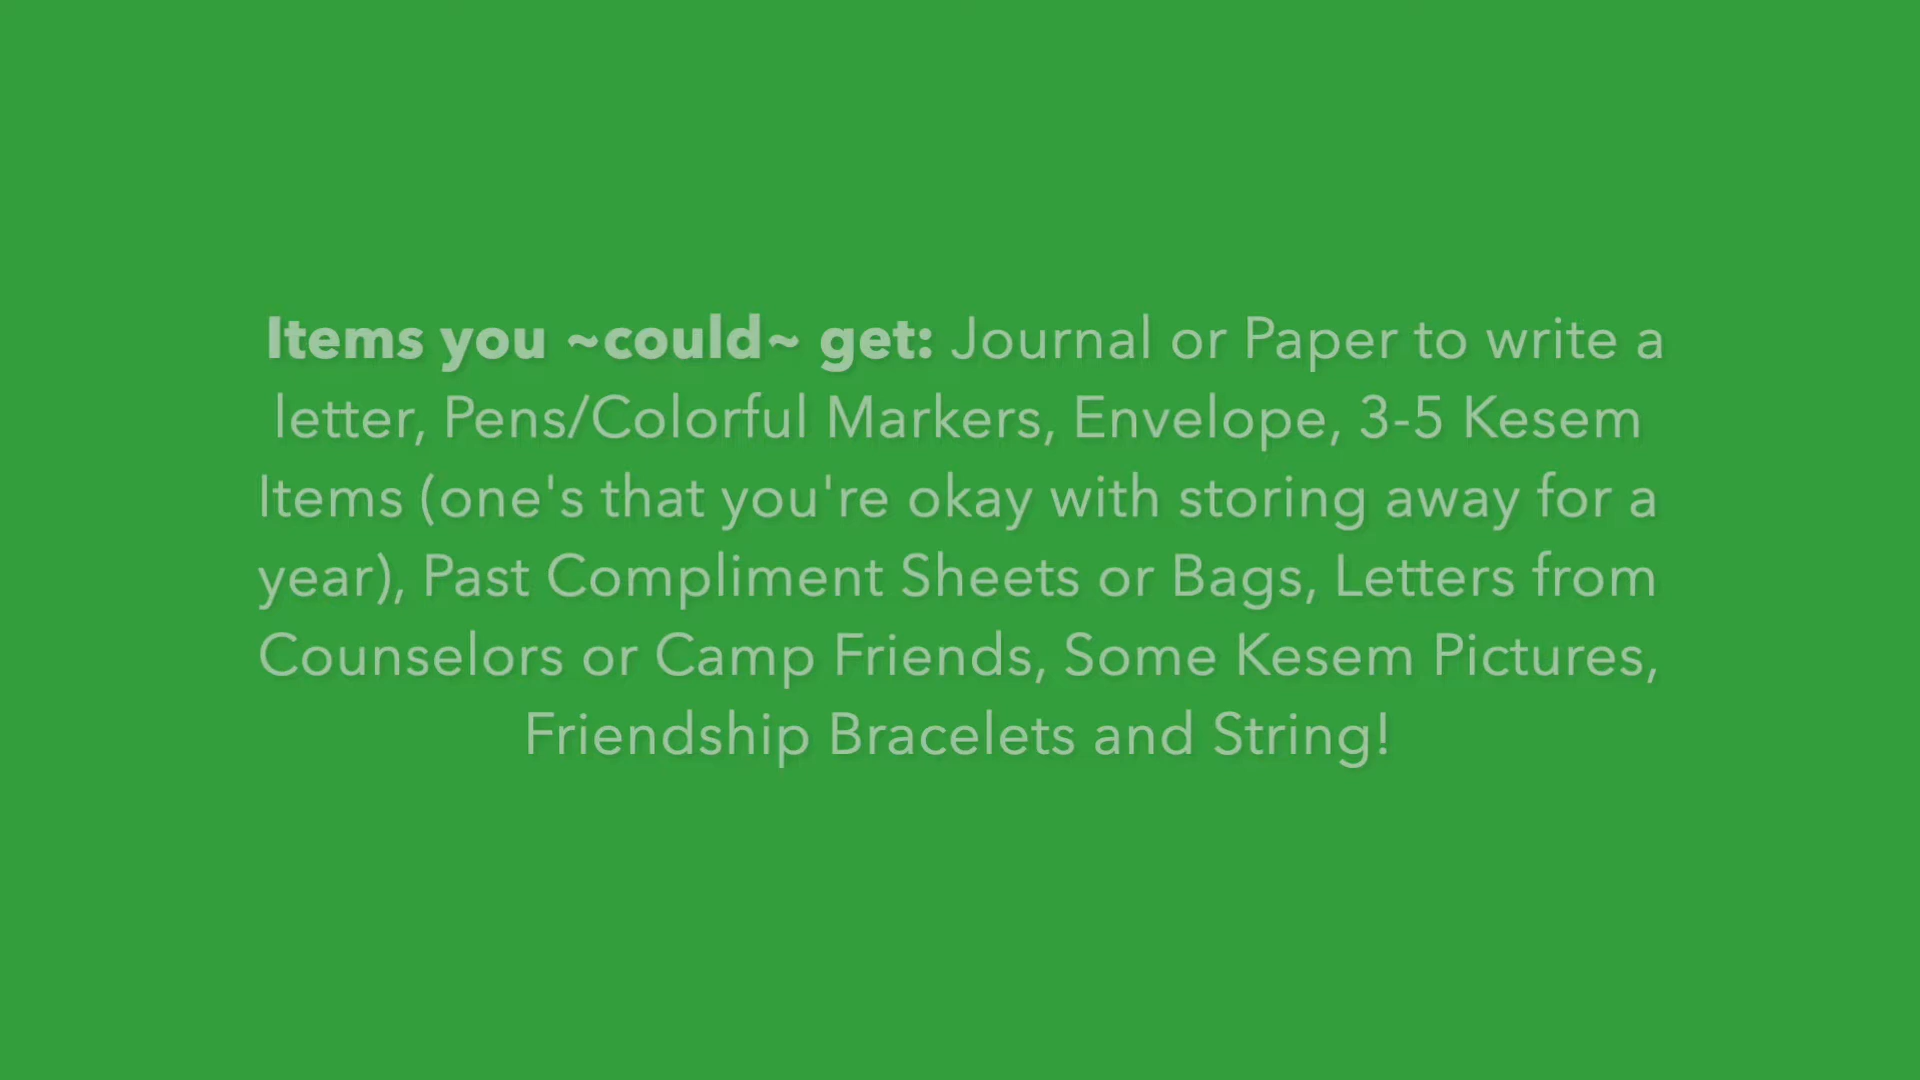 Items you ~could~ get: Journal or Paper to write a
letter, Pens/Colorful Markers, Envelope, 3-5 Kesem
Items (one's that you're okay with storing away for a
year), Past Compliment Sheets or Bags, Letters from
Counselors or Camp Friends, Some Kesem Pictures,
Friendship Bracelets and String!